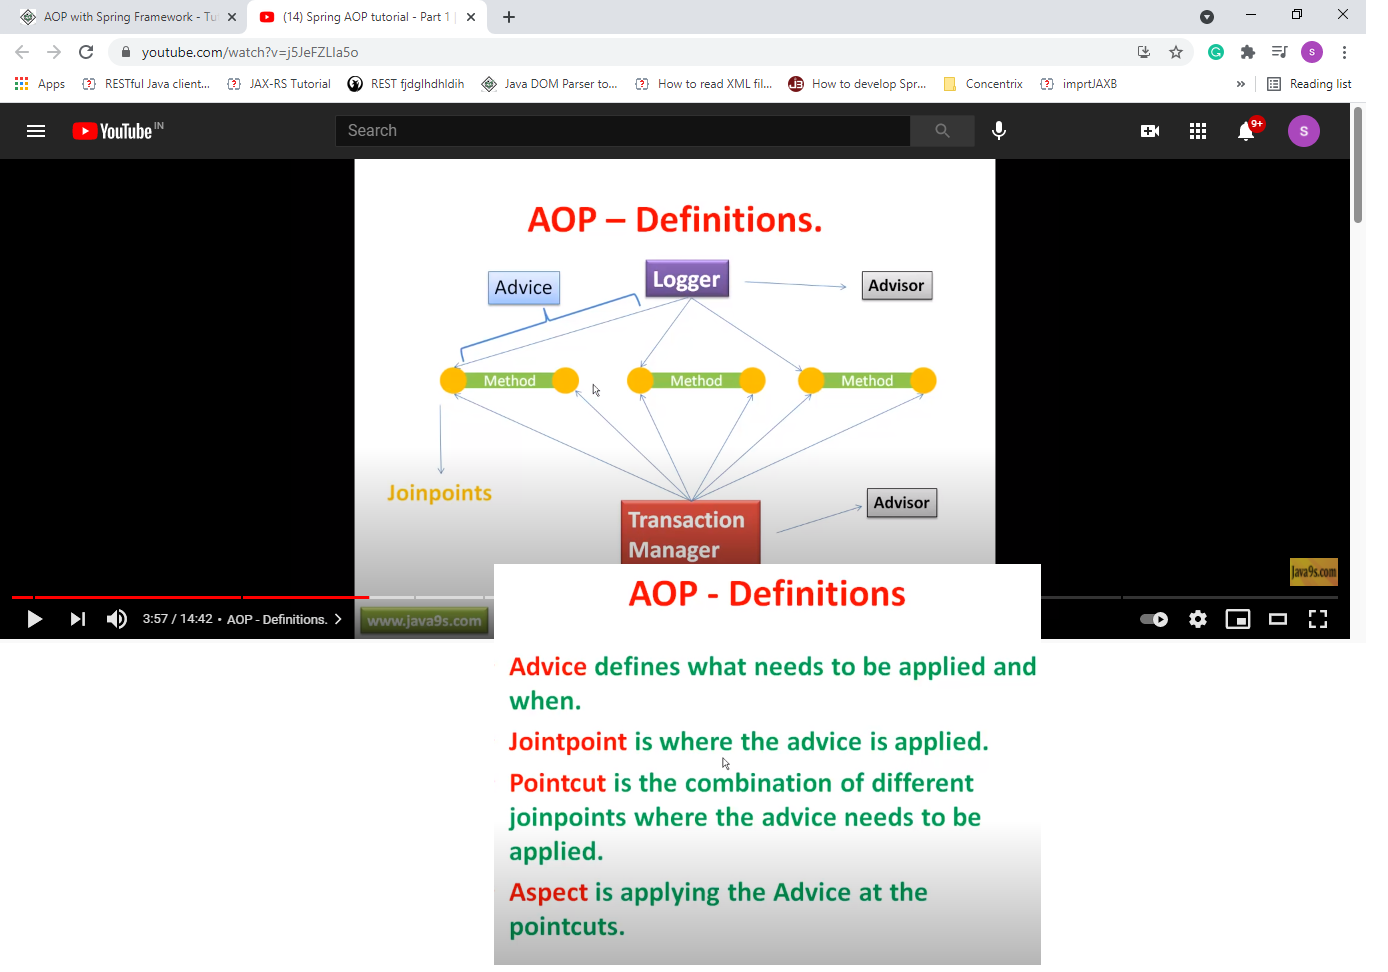 AOP with Spring Framework - Tu
(14) Spring AOP tutorial - Part 1
youtube.com/watch?v=j5JeFZLIa5o
S
Apps
RESTful Java client...
JAX-RS Tutorial
REST fjdglhdhldih
Java DOM Parser to...
How to read XML fil...
How to develop Spr...
Concentrix
imprtJAXB
»
Reading list
YouTube IN
Search
9+
S
AOP – Definitions.
Advice
Logger
Advisor
Method
Method
Method
Joinpoints
Transaction
Manager
Advisor
Java9s.com
3:57 / 14:42 • AOP - Definitions.
www.java9s.com
AOP - Definitions
Advice defines what needs to be applied and
when.
Jointpoint is where the advice is applied.
Pointcut is the combination of different
joinpoints where the advice needs to be
applied.
Aspect is applying the Advice at the
pointcuts.